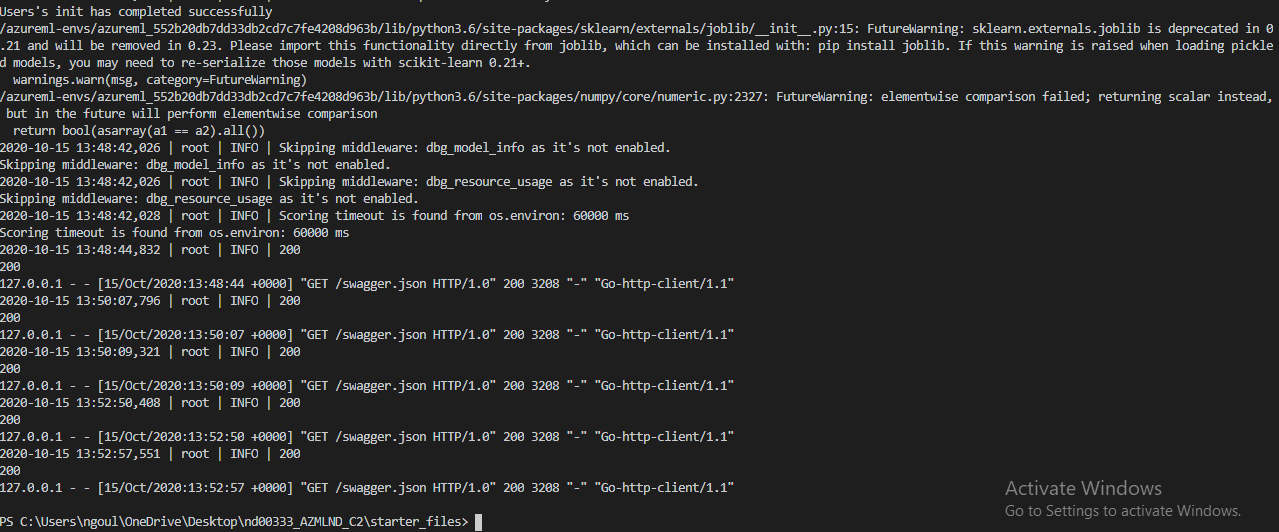 Users's init has completed successfully
/azureml-envs/azureml_552b20db7dd33db2cd7c7fe4208d963b/lib/python3.6/site-packages/sklearn/externals/joblib/__init__.py:15: FutureWarning: sklearn.externals.joblib is deprecated in 0
.21 and will be removed in 0.23. Please import this functionality directly from joblib, which can be installed with: pip install joblib. If this warning is raised when loading pickle
d models, you may need to re-serialize those models with scikit-learn 0.21+.
  warnings.warn(msg, category=FutureWarning)
/azureml-envs/azureml_552b20db7dd33db2cd7c7fe4208d963b/lib/python3.6/site-packages/numpy/core/numeric.py:2327: FutureWarning: elementwise comparison failed; returning scalar instead,
 but in the future will perform elementwise comparison
  return bool(asarray(a1 == a2).all())
2020-10-15 13:48:42,026 | root | INFO | Skipping middleware: dbg_model_info as it's not enabled.
Skipping middleware: dbg_model_info as it's not enabled.
2020-10-15 13:48:42,026 | root | INFO | Skipping middleware: dbg_resource_usage as it's not enabled.
Skipping middleware: dbg_resource_usage as it's not enabled.
2020-10-15 13:48:42,028 | root | INFO | Scoring timeout is found from os.environ: 60000 ms
Scoring timeout is found from os.environ: 60000 ms
2020-10-15 13:48:44,832 | root | INFO | 200
200
127.0.0.1 - - [15/Oct/2020:13:48:44 +0000] "GET /swagger.json HTTP/1.0" 200 3208 "-" "Go-http-client/1.1"
2020-10-15 13:50:07,796 | root | INFO | 200
200
127.0.0.1 - - [15/Oct/2020:13:50:07 +0000] "GET /swagger.json HTTP/1.0" 200 3208 "-" "Go-http-client/1.1"
2020-10-15 13:50:09,321 | root | INFO | 200
200
127.0.0.1 - - [15/Oct/2020:13:50:09 +0000] "GET /swagger.json HTTP/1.0" 200 3208 "-" "Go-http-client/1.1"
2020-10-15 13:52:50,408 | root | INFO | 200
200
127.0.0.1 - - [15/Oct/2020:13:52:50 +0000] "GET /swagger.json HTTP/1.0" 200 3208 "-" "Go-http-client/1.1"
2020-10-15 13:52:57,551 | root | INFO | 200
200
127.0.0.1 - - [15/Oct/2020:13:52:57 +0000] "GET /swagger.json HTTP/1.0" 200 3208 "-" "Go-http-client/1.1"
Activate Windows
Go to Settings to activate Windows.
PS C:\Users\ngoul\OneDrive\Desktop\nd00333_AZMLND_C2\starter_files>